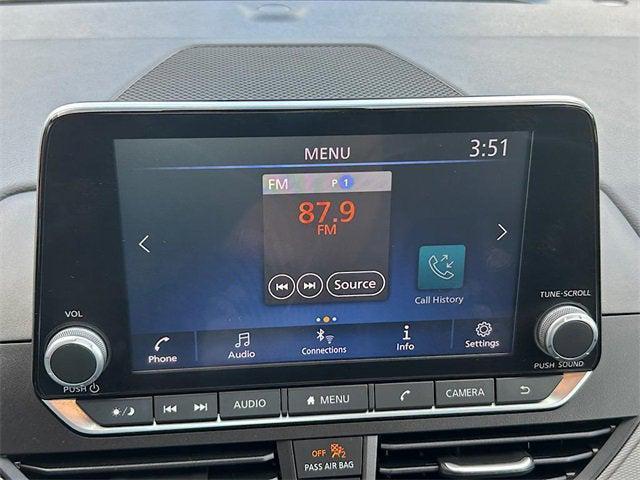 MENU 3:51
FM P 1
87.9
FM
Source
Call History
VOL
TUNE-SCROLL
Phone Audio Connections Info Settings
PUSH
PUSH SOUND
AUDIO MENU CAMERA
OFF 2
PASS AIR BAG